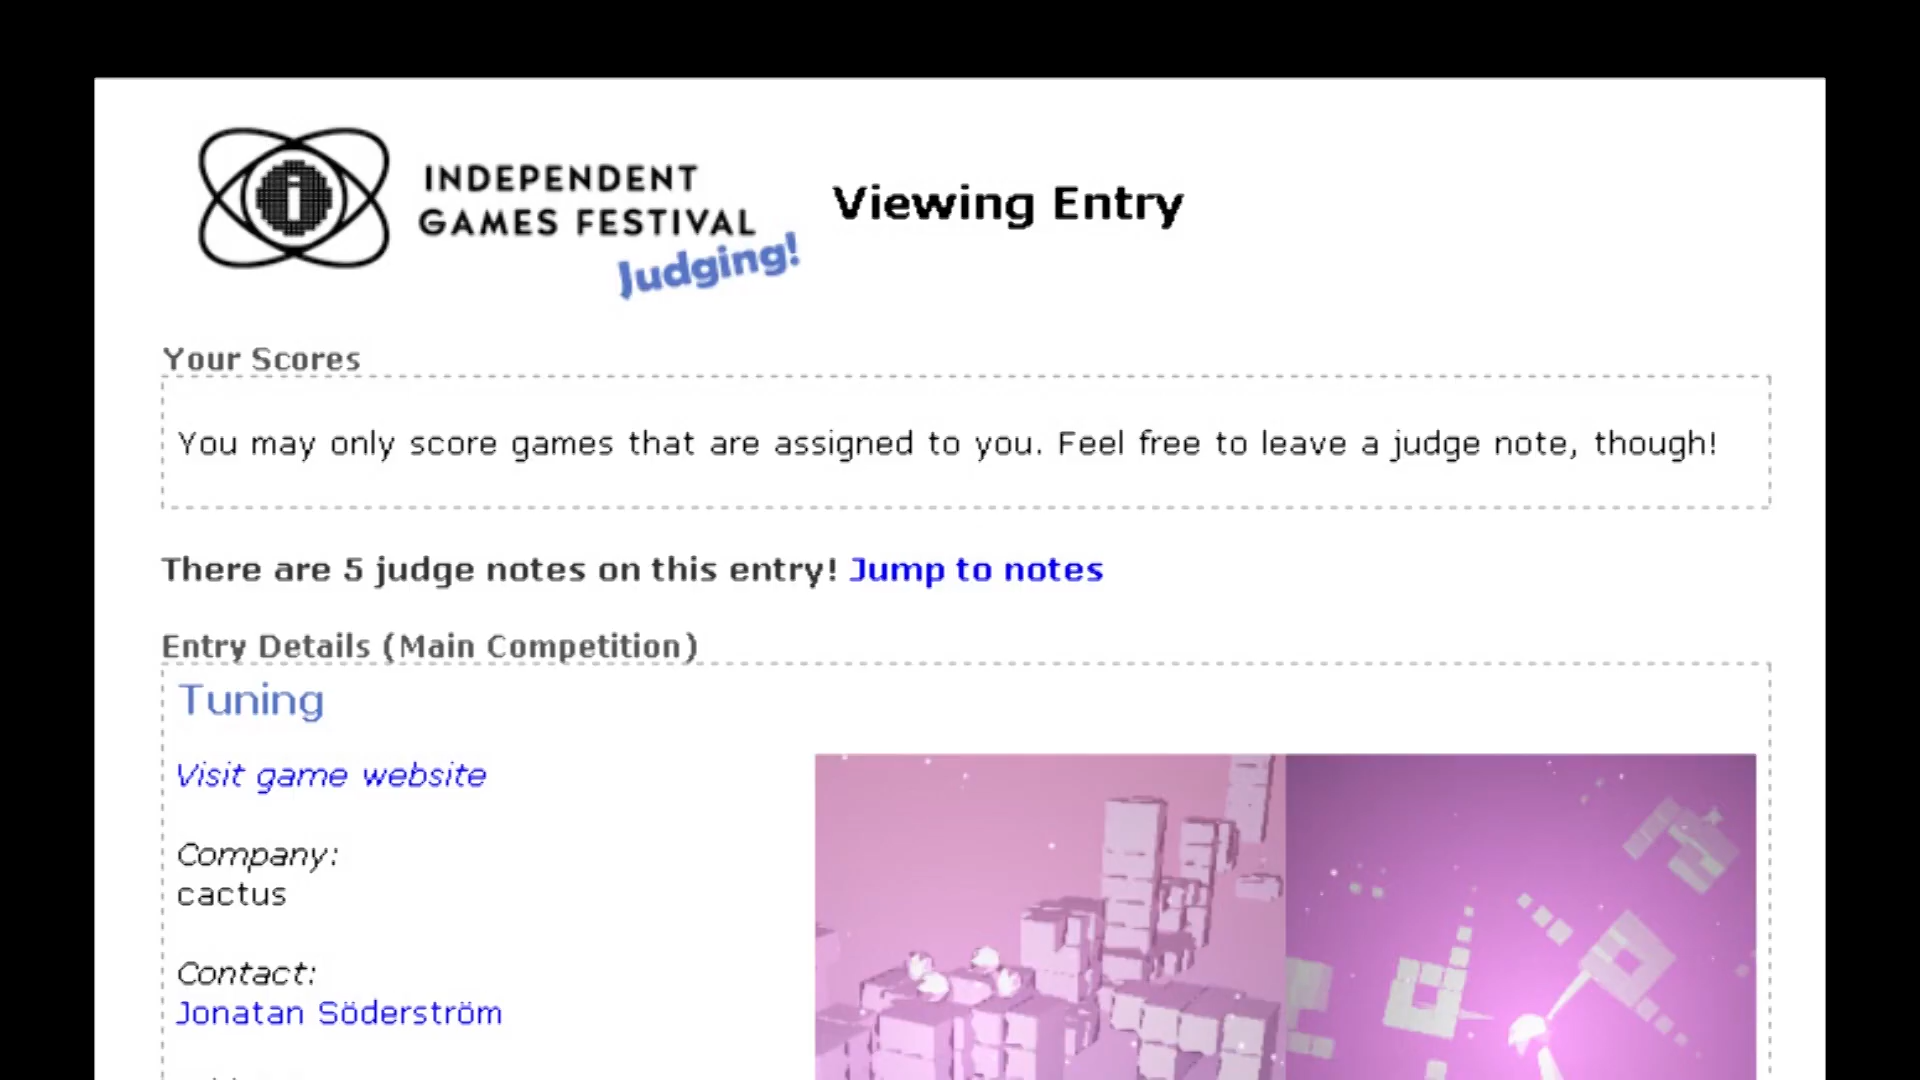 INDEPENDENT
GAMES FESTIVAL
Judging!
Viewing Entry
Your Scores
You may only score games that are assigned to you. Feel free to leave a judge note, though!
There are 5 judge notes on this entry! Jump to notes
Entry Details (Main Competition)
Tuning
Visit game website
Company:
cactus
Contact:
Jonatan Söderström